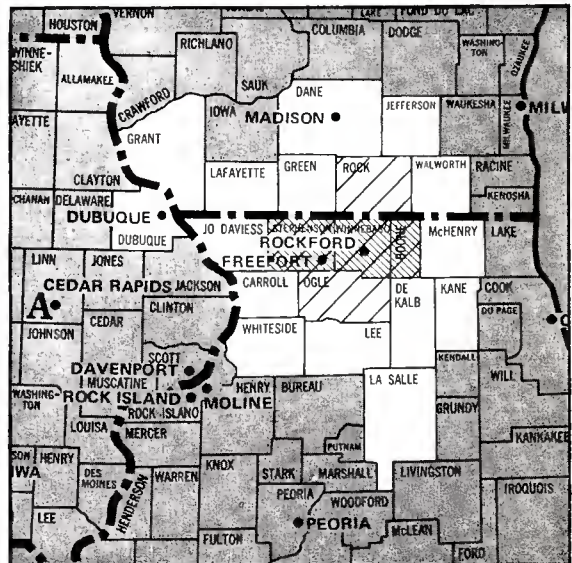 HOUSTON
VERNON
COLUMBIA
DODGE
RICHLAND
WINNE-
SHIEK
WASHING-
TON
OZAUKEE
ALLAMAKEE
SAUK
CRAWFORD
IOWA
DANE
JEFFERSON
WAUKESHA
MILWAUKEE
MILW
MADISON
AYETTE
GRANT
CLAYTON
LAFAYETTE
GREEN
ROCK
WALWORTH
RACINE
KENOSHA
CHANAN
DELAWARE
DUBUQUE
DUBUQUE
JO DAVIESS
STEPHENSON
WINNEBAGO
BOONE
McHENRY
LAKE
ROCKFORD
FREEPORT
LINN
JONES
JACKSON
CARROLL
OGLE
DE
KALB
KANE
COOK
CEDAR RAPIDS
A
CLINTON
DU PAGE
C
JOHNSON
CEDAR
WHITESIDE
LEE
SCOTT
KENDALL
WILL
DAVENPORT
MUSCATINE
HENRY
BUREAU
LA SALLE
WASHING-
TON
ROCK ISLAND
MOLINE
GRUNDY
ROCK ISLAND
LOUISA
MERCER
PUTNAM
KANKAKEE
SON
HENRY
IWA
DES
MOINES
WARREN
KNOX
STARK
MARSHALL
LIVINGSTON
HENDERSON
PEORIA
WOODFORD
IROQUOIS
LEE
PEORIA
McLEAN
FULTON
FORD